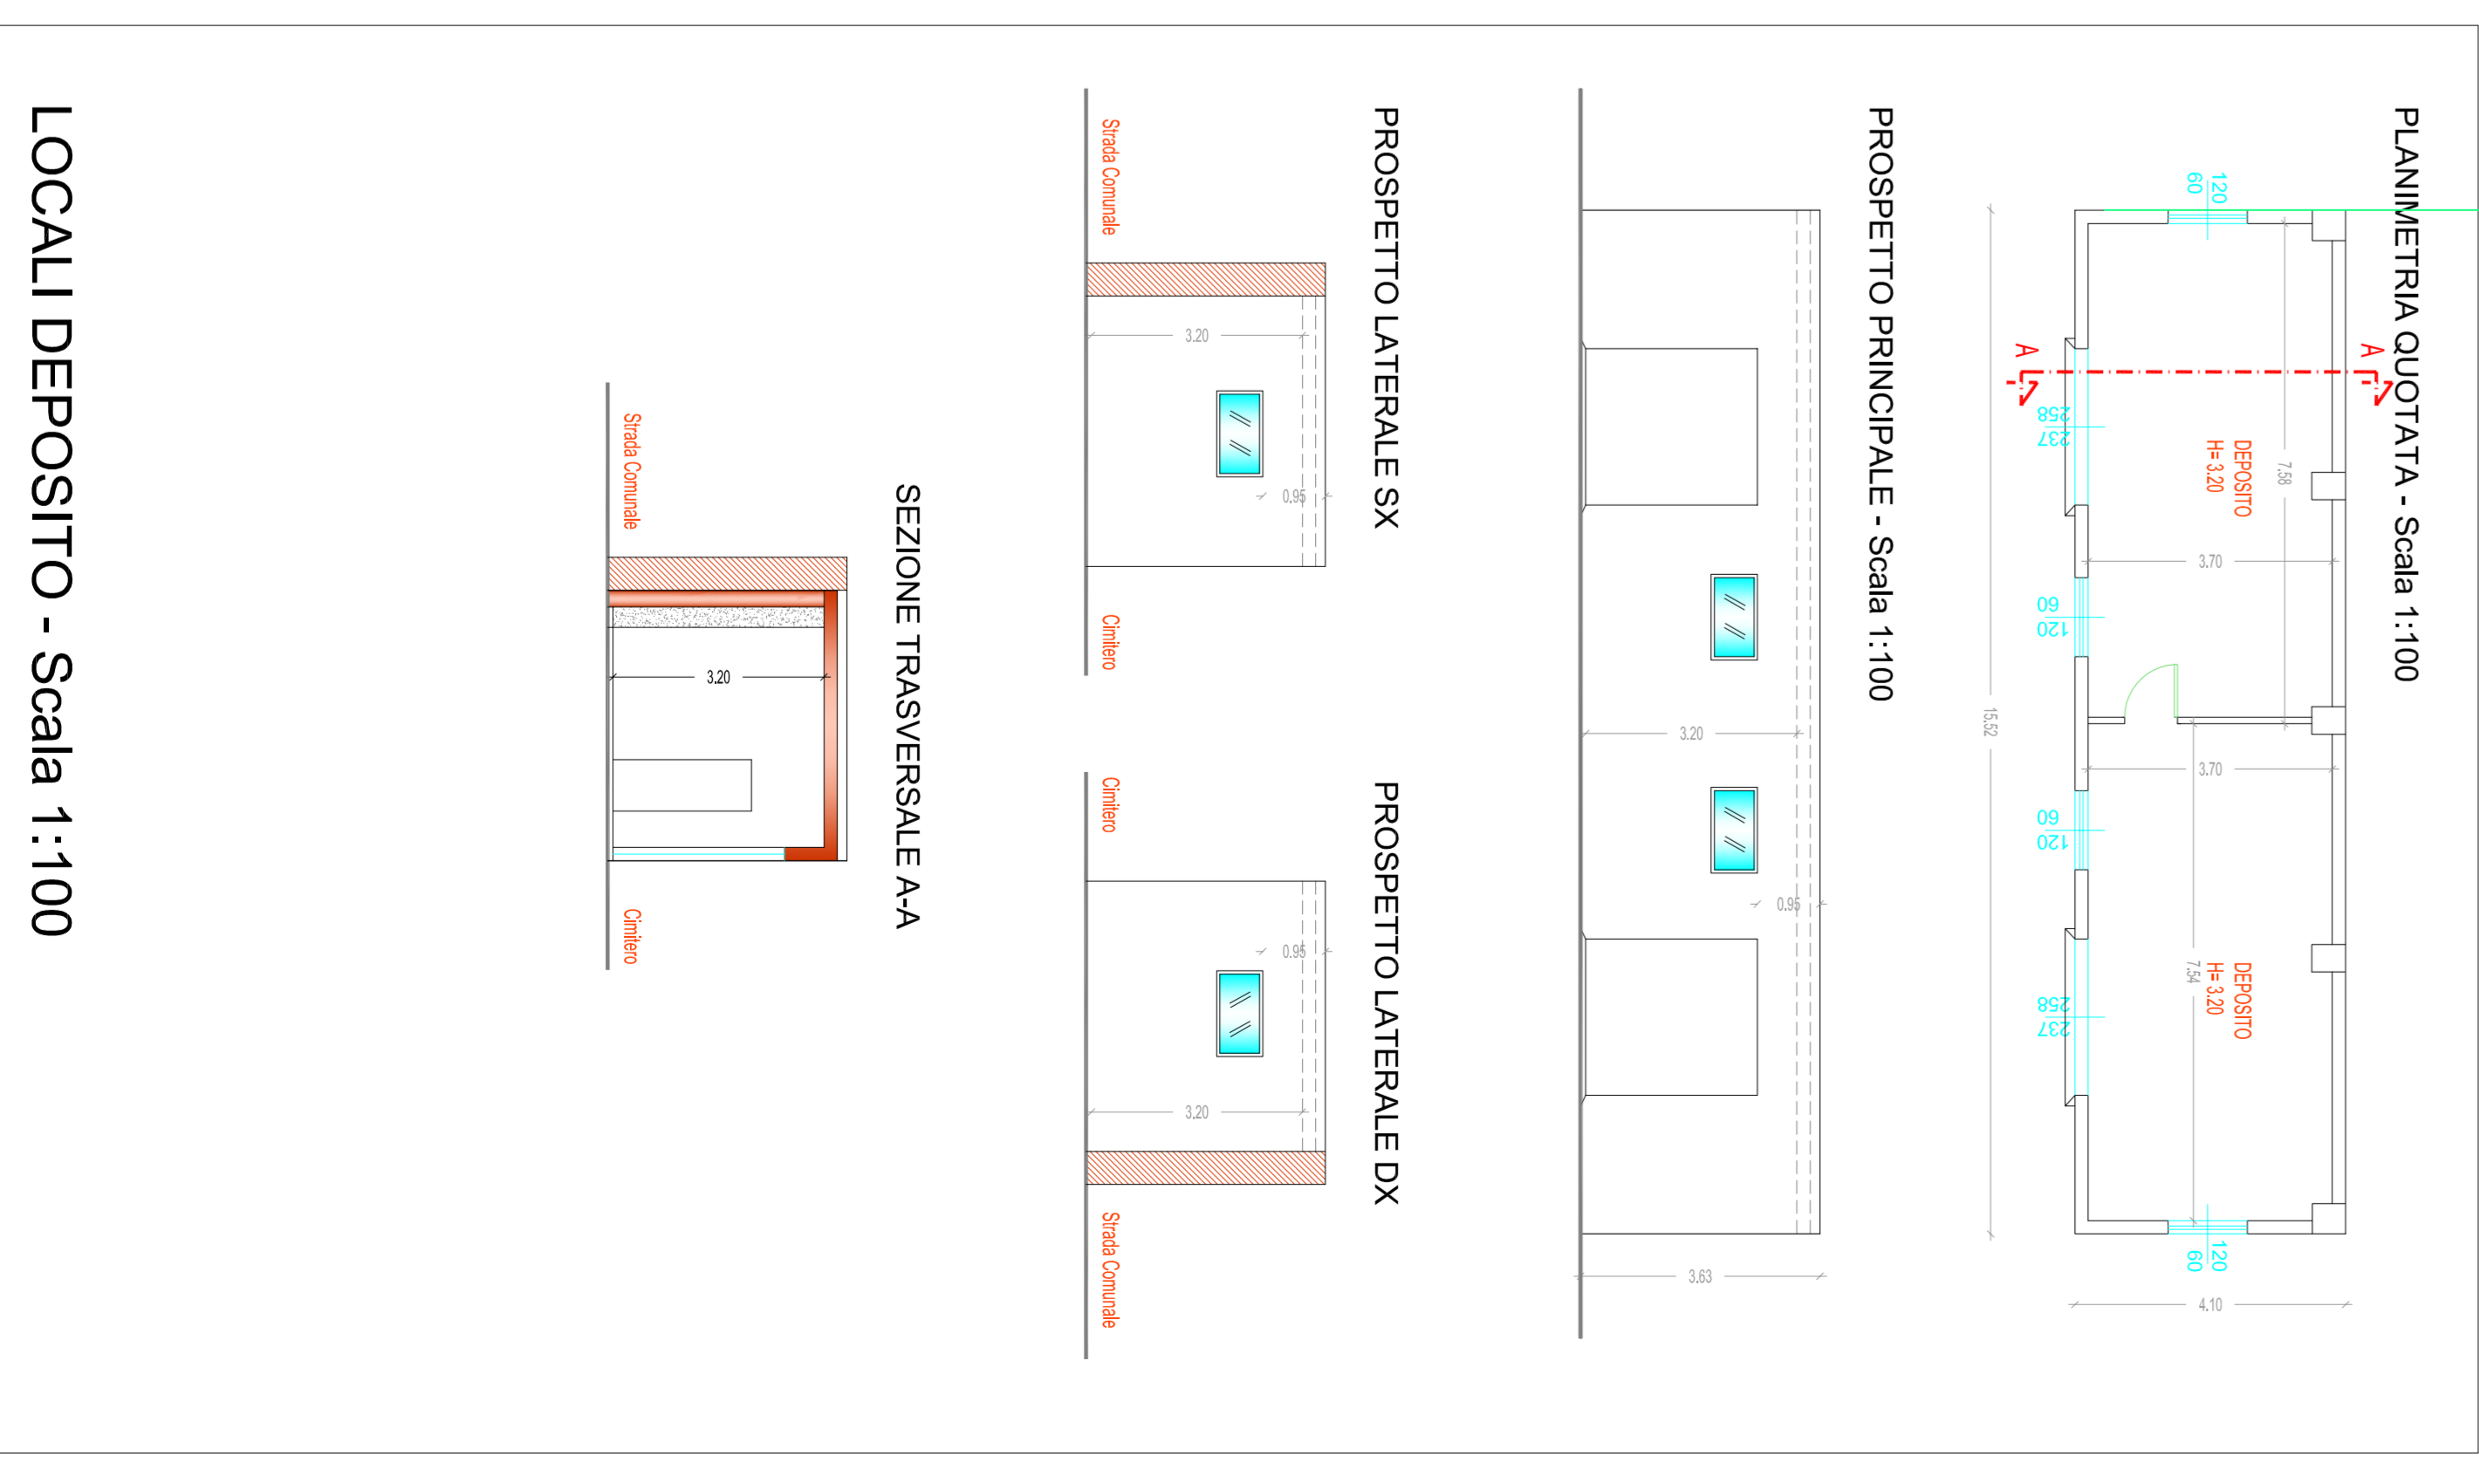 PLANIMETRIA QUOTATA - Scala 1:100
120
60
7.58
A
A
DEPOSITO
H= 3.20
258
237
3.70
60
120
3.70
60
120
DEPOSITO
H= 3.20
7.54
258
237
120
60
4.10
15.52
PROSPETTO PRINCIPALE - Scala 1:100
3.20
0.95
3.63
PROSPETTO LATERALE SX
Strada Comunale
3.20
0.95
Cimitero
PROSPETTO LATERALE DX
Cimitero
0.95
3.20
Strada Comunale
SEZIONE TRASVERSALE A-A
Strada Comunale
3.20
Cimitero
LOCALI DEPOSITO - Scala 1:100